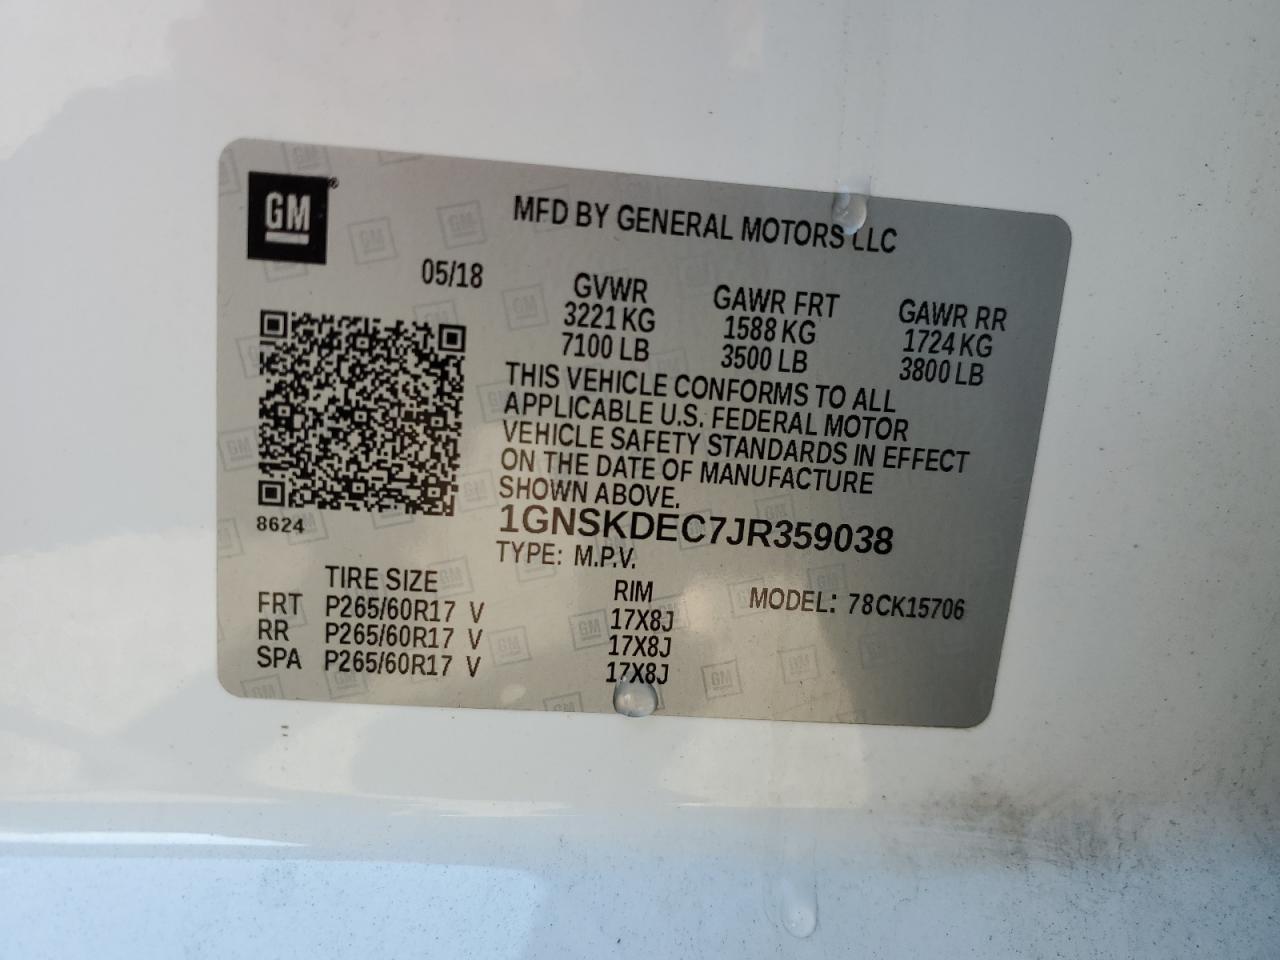 GM
MFD BY GENERAL MOTORS LLC
05/18
GVWR GAWR FRT GAWR RR
3221 KG 1588 KG 1724 KG
7100 LB 3500 LB 3800 LB
THIS VEHICLE CONFORMS TO ALL
APPLICABLE U.S. FEDERAL MOTOR
VEHICLE SAFETY STANDARDS IN EFFECT
ON THE DATE OF MANUFACTURE
SHOWN ABOVE.
8624
1GNSKDEC7JR359038
TYPE: M.P.V.
TIRE SIZE RIM MODEL: 78CK15706
FRT P265/60R17 V 17X8J
RR P265/60R17 V 17X8J
SPA P265/60R17 V 17X8J